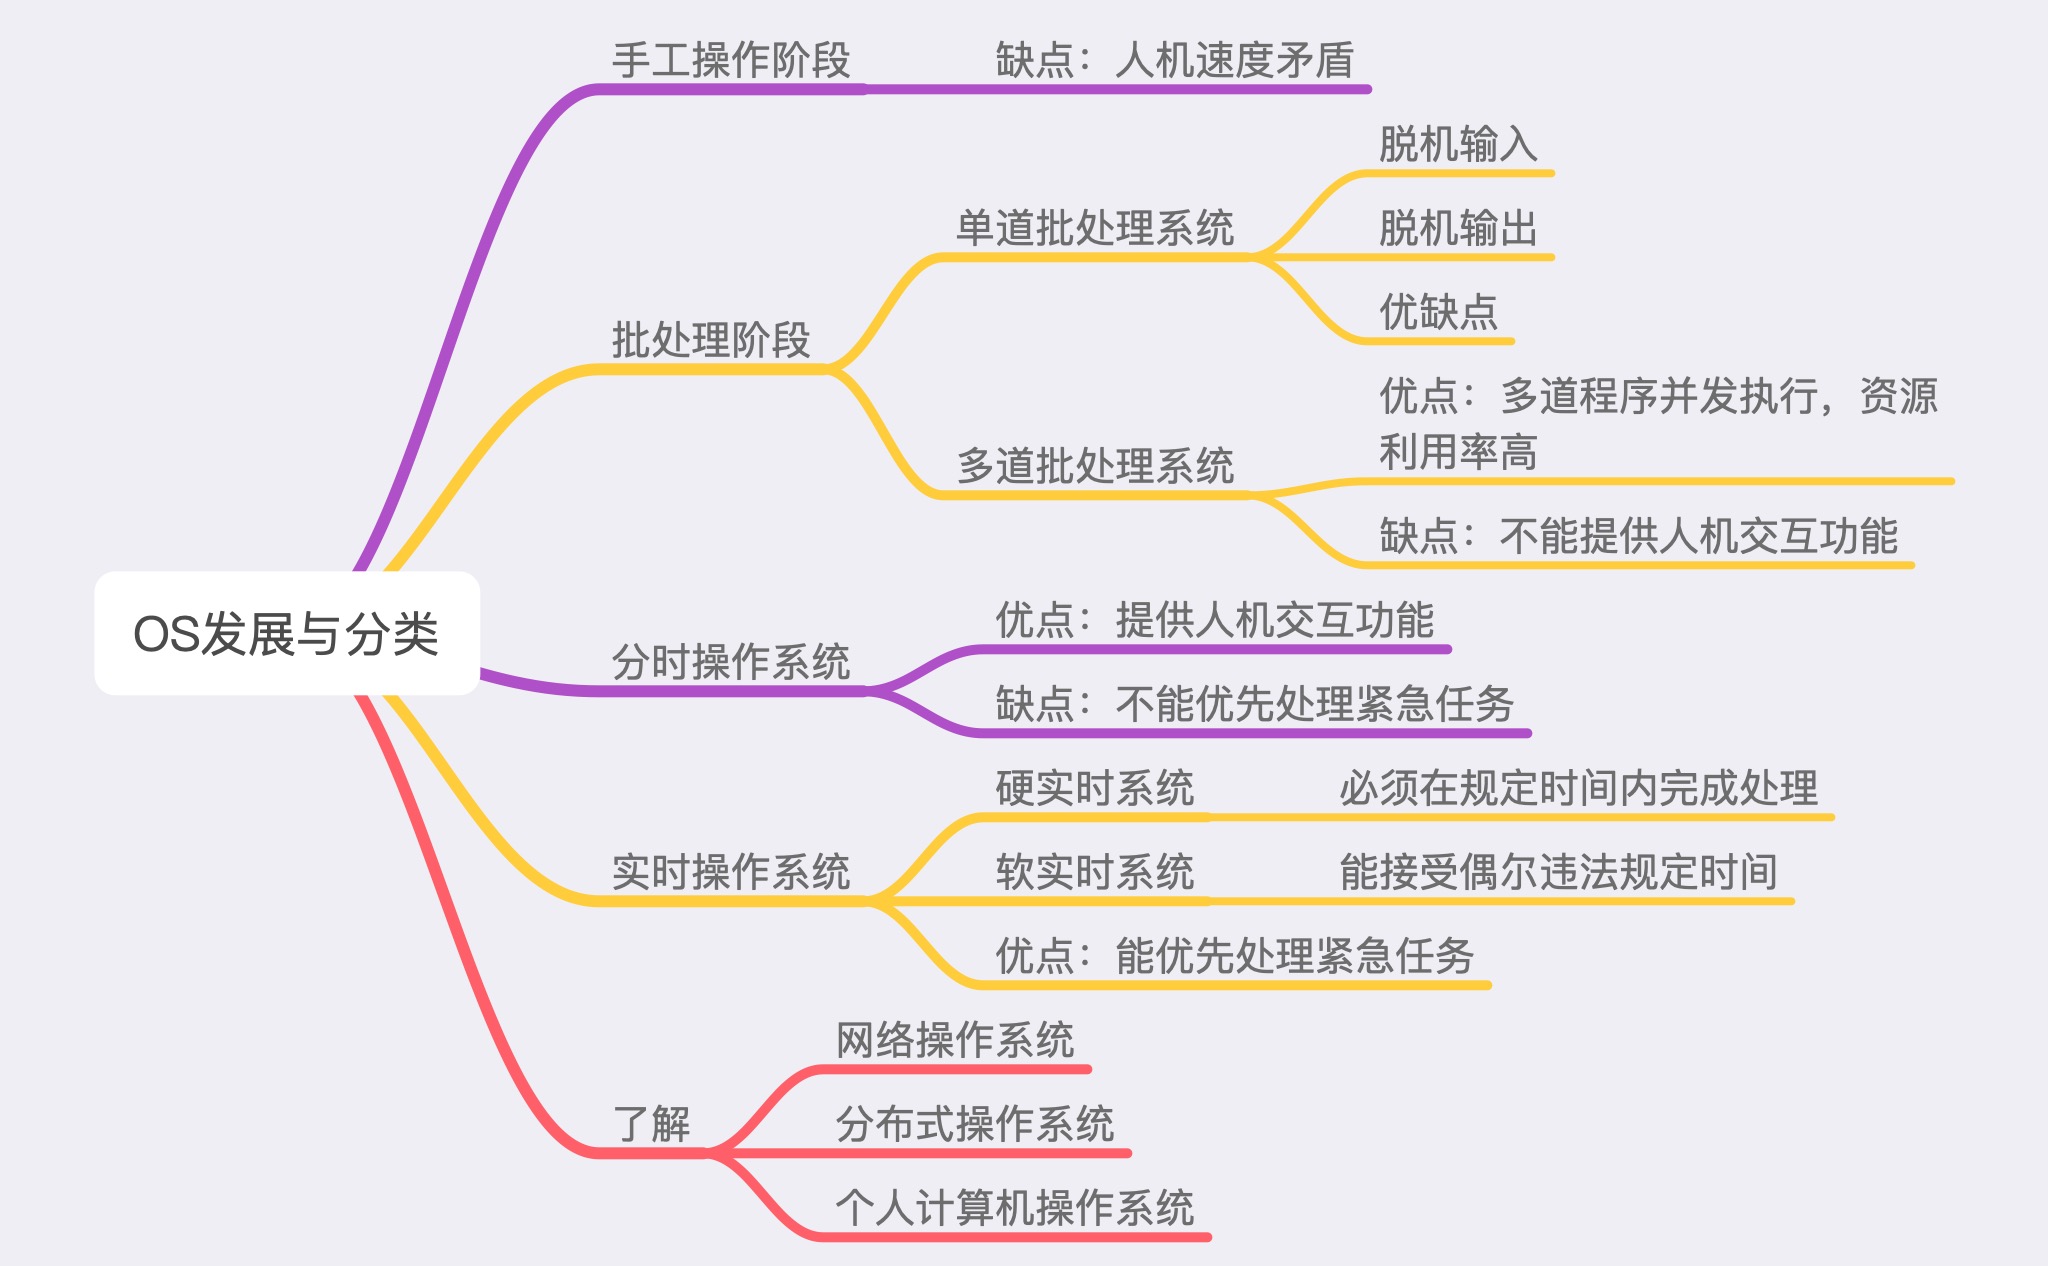 手工操作阶段
缺点：人机速度矛盾
脱机输入
单道批处理系统
脱机输出
优缺点
批处理阶段
优点：多道程序并发执行，资源
利用率高
多道批处理系统
缺点：不能提供人机交互功能
OS发展与分类
优点：提供人机交互功能
分时操作系统
缺点：不能优先处理紧急任务
硬实时系统
必须在规定时间内完成处理
实时操作系统
软实时系统
能接受偶尔违法规定时间
优点：能优先处理紧急任务
网络操作系统
了解
分布式操作系统
个人计算机操作系统